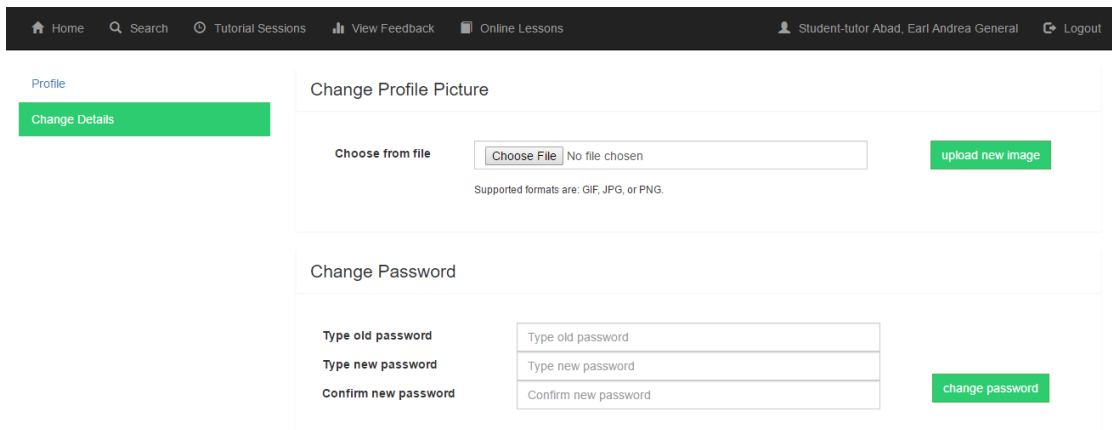 Home Search Tutorial Sessions View Feedback Online Lessons Student-tutor Abad, Earl Andrea General Logout
Profile
Change Details
Change Profile Picture
Choose from file Choose File No file chosen upload new image
Supported formats are: GIF, JPG, or PNG.
Change Password
Type old password Type old password
Type new password Type new password
Confirm new password Confirm new password change password